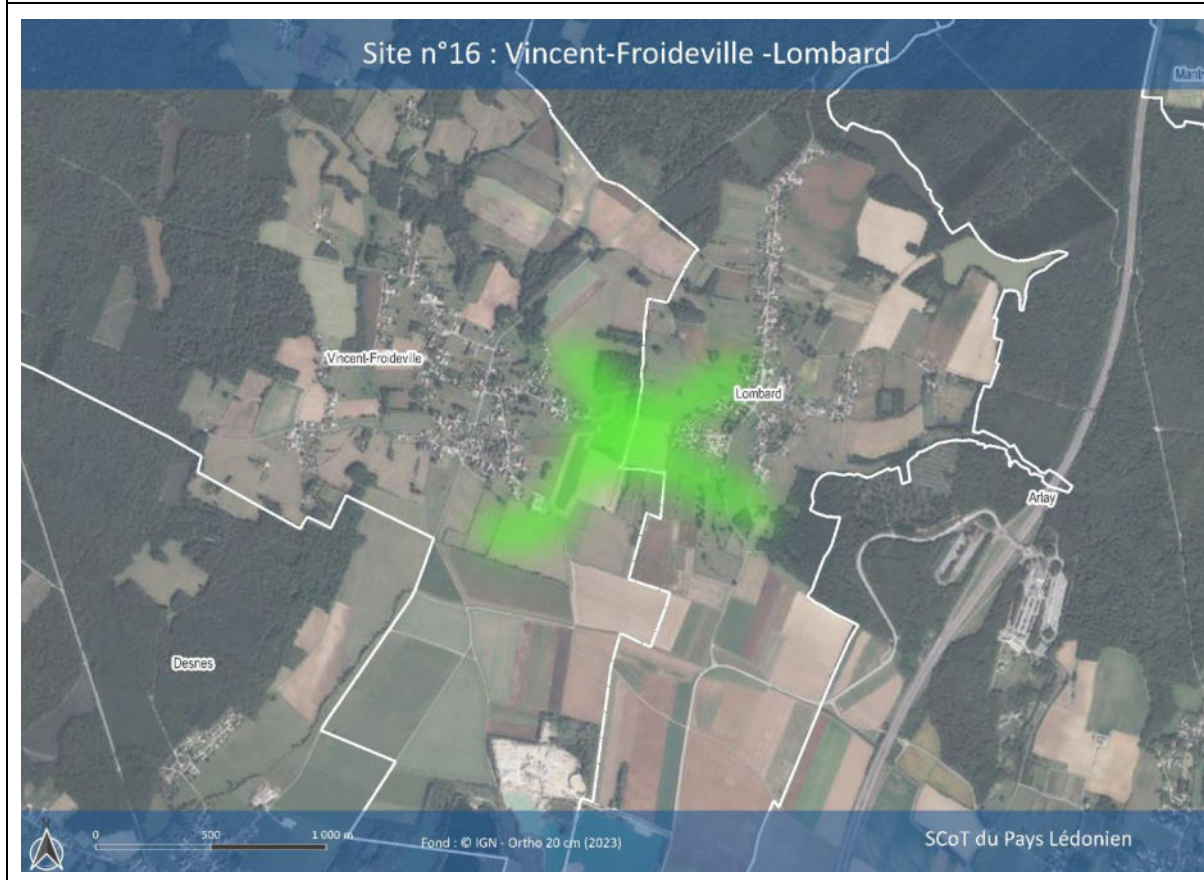 Site n°16 : Vincent-Froideville -Lombard
Vincent-Froideville
Lombard
Arlay
Desnes
N
0 500 1 000 m
Fond : © IGN - Ortho 20 cm (2023)
SCoT du Pays Lédonien